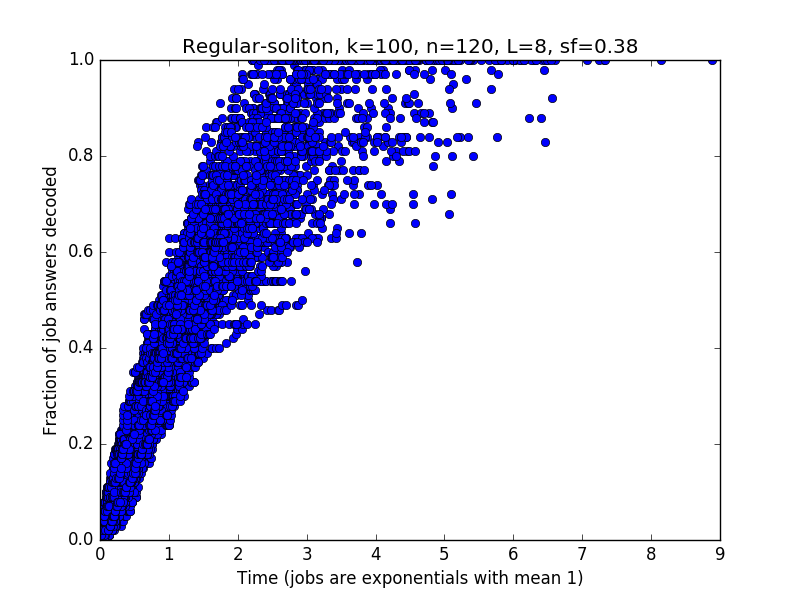 Regular-soliton, k=100, n=120, L=8, sf=0.38
1.0
0.8
0.6
0.4
0.2
0.0
Fraction of job answers decoded
0 1 2 3 4 5 6 7 8 9
Time (jobs are exponentials with mean 1)